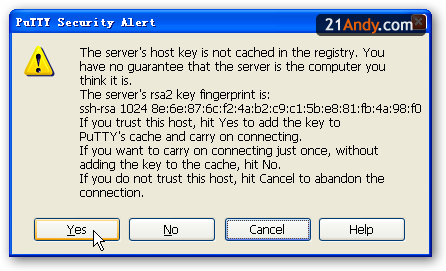 PuTTY Security Alert
21Andy.com
The server's host key is not cached in the registry. You
have no guarantee that the server is the computer you
think it is.
The server's rsa2 key fingerprint is:
ssh-rsa 1024 8e:6e:87:6c:f2:4a:b2:c9:c1:5b:e8:81:fb:4a:98:f0
If you trust this host, hit Yes to add the key to
PuTTY's cache and carry on connecting.
If you want to carry on connecting just once, without
adding the key to the cache, hit No.
If you do not trust this host, hit Cancel to abandon the
connection.
Yes No Cancel Help